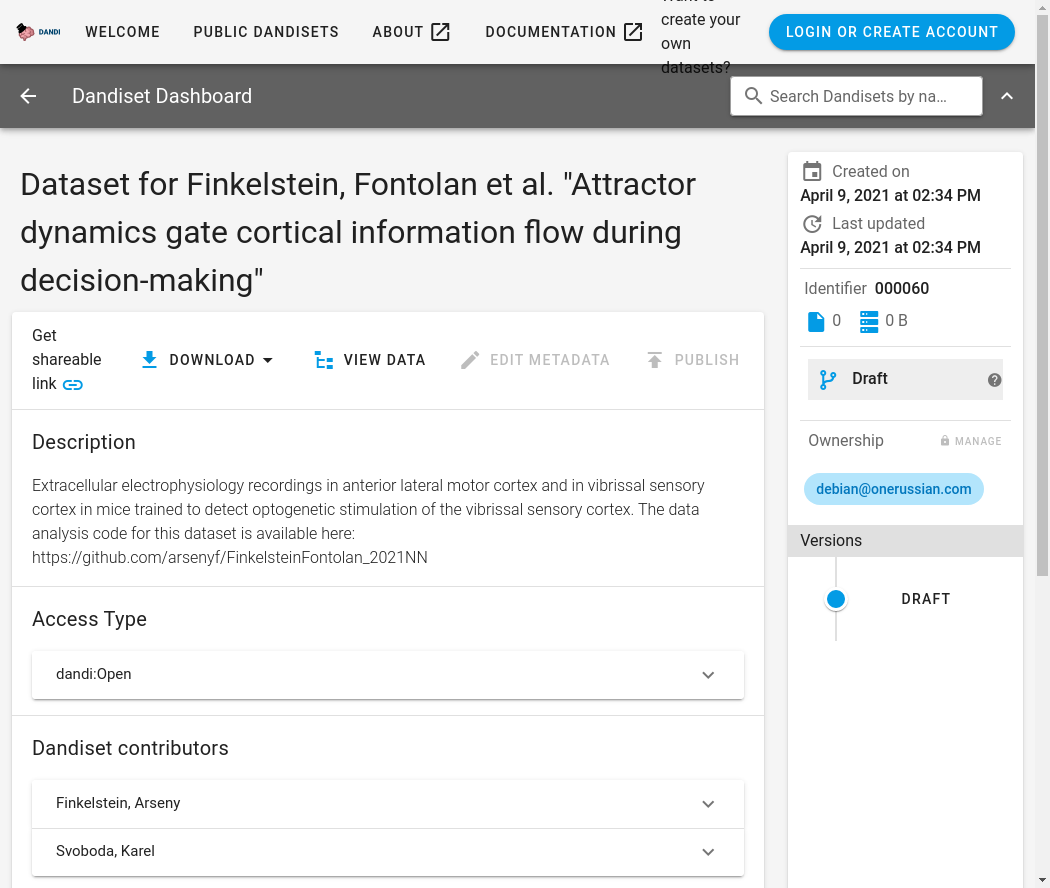 DANDI
WELCOME
PUBLIC DANDISETS
ABOUT
DOCUMENTATION
create your
own
datasets?
LOGIN OR CREATE ACCOUNT
Dandiset Dashboard
Search Dandisets by na…
Dataset for Finkelstein, Fontolan et al. "Attractor
dynamics gate cortical information flow during
decision-making"
Get
shareable
link
DOWNLOAD
VIEW DATA
EDIT METADATA
PUBLISH
Description
Extracellular electrophysiology recordings in anterior lateral motor cortex and in vibrissal sensory
cortex in mice trained to detect optogenetic stimulation of the vibrissal sensory cortex. The data
analysis code for this dataset is available here:
https://github.com/arsenyf/FinkelsteinFontolan_2021NN
Access Type
dandi:Open
Dandiset contributors
Finkelstein, Arseny
Svoboda, Karel
Created on
April 9, 2021 at 02:34 PM
Last updated
April 9, 2021 at 02:34 PM
Identifier 000060
0
0 B
Draft
Ownership
MANAGE
debian@onerussian.com
Versions
DRAFT